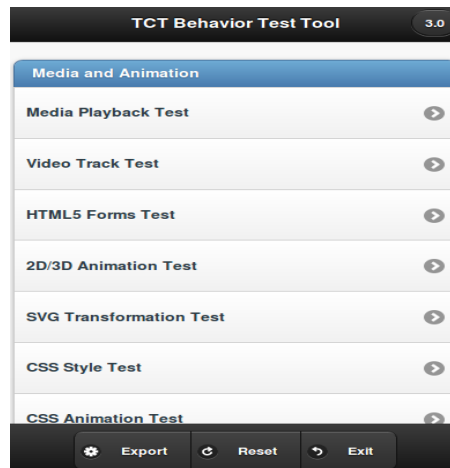 TCT Behavior Test Tool 3.0
Media and Animation
Media Playback Test
Video Track Test
HTML5 Forms Test
2D/3D Animation Test
SVG Transformation Test
CSS Style Test
CSS Animation Test
Export Reset Exit